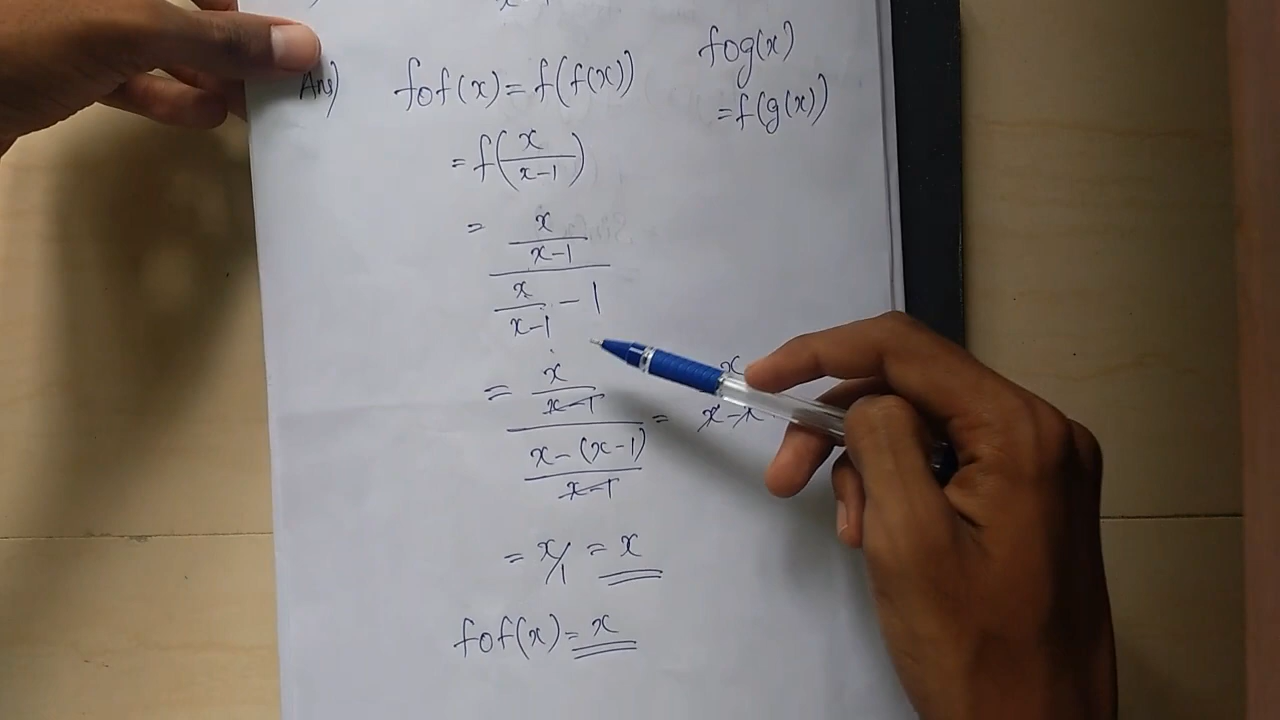 Ans) fof(x) = f(f(x))
fog(x)
= f(g(x))
= f(x/(x-1))
= (x/(x-1))/(x/(x-1) - 1)
= (x/(x-1))/((x-(x-1))/(x-1)) = x/(x-x
= x/1 = x
fof(x) = x